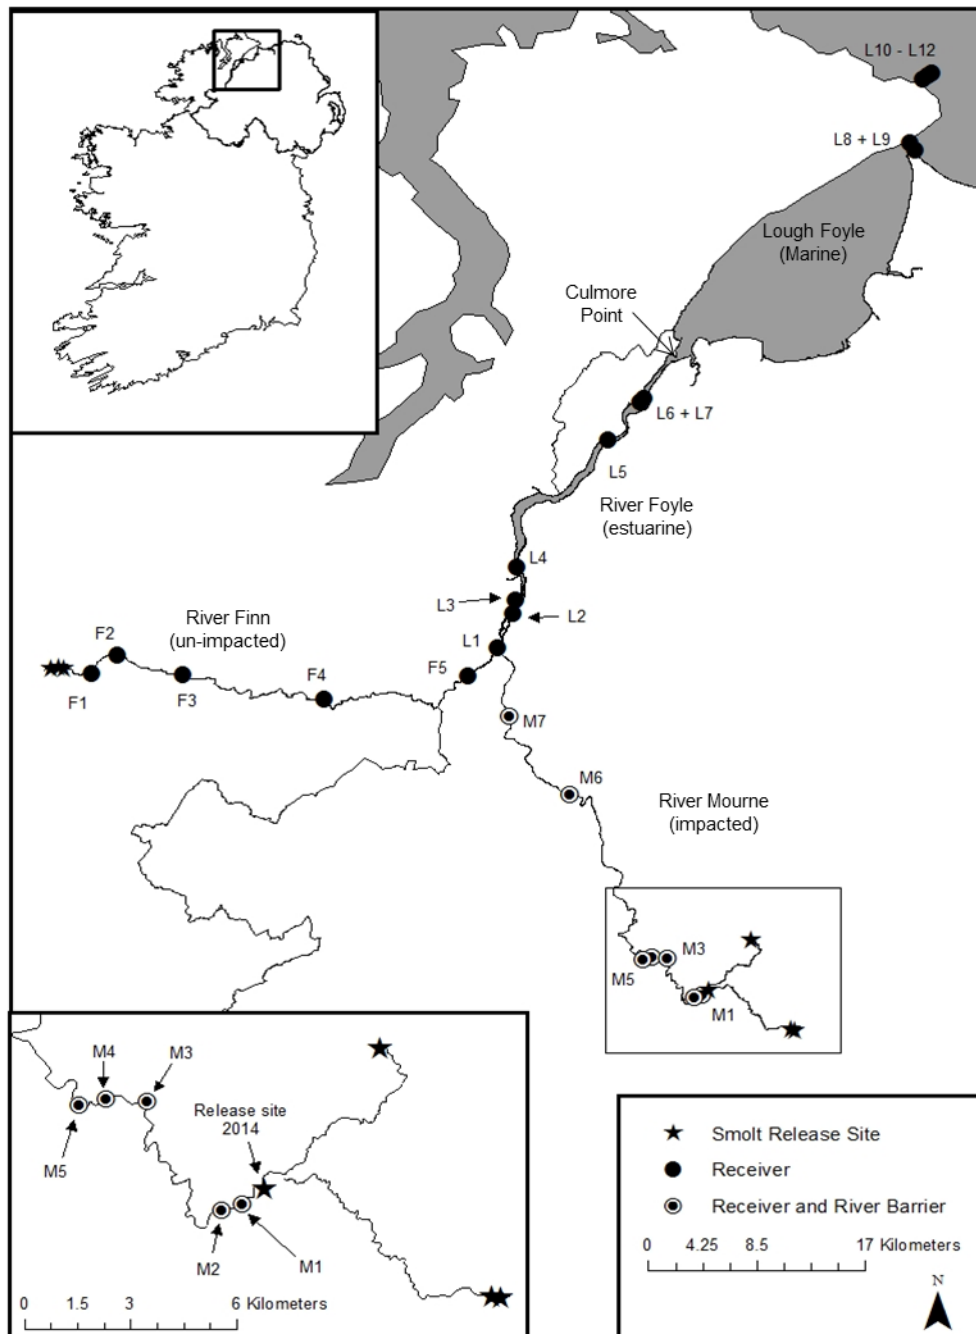 L10 - L12
L8 + L9
Lough Foyle
(Marine)
Culmore
Point
L6 + L7
L5
River Foyle
(estuarine)
L4
L3
L2
River Finn
(un-impacted)
L1
F2
F5
F1
F3
F4
M7
M6
River Mourne
(impacted)
M3
M5
M1
M4
M3
Release site
2014
M5
M2
M1
0 1.5 3 6 Kilometers
Smolt Release Site
Receiver
Receiver and River Barrier
0 4.25 8.5 17 Kilometers
N